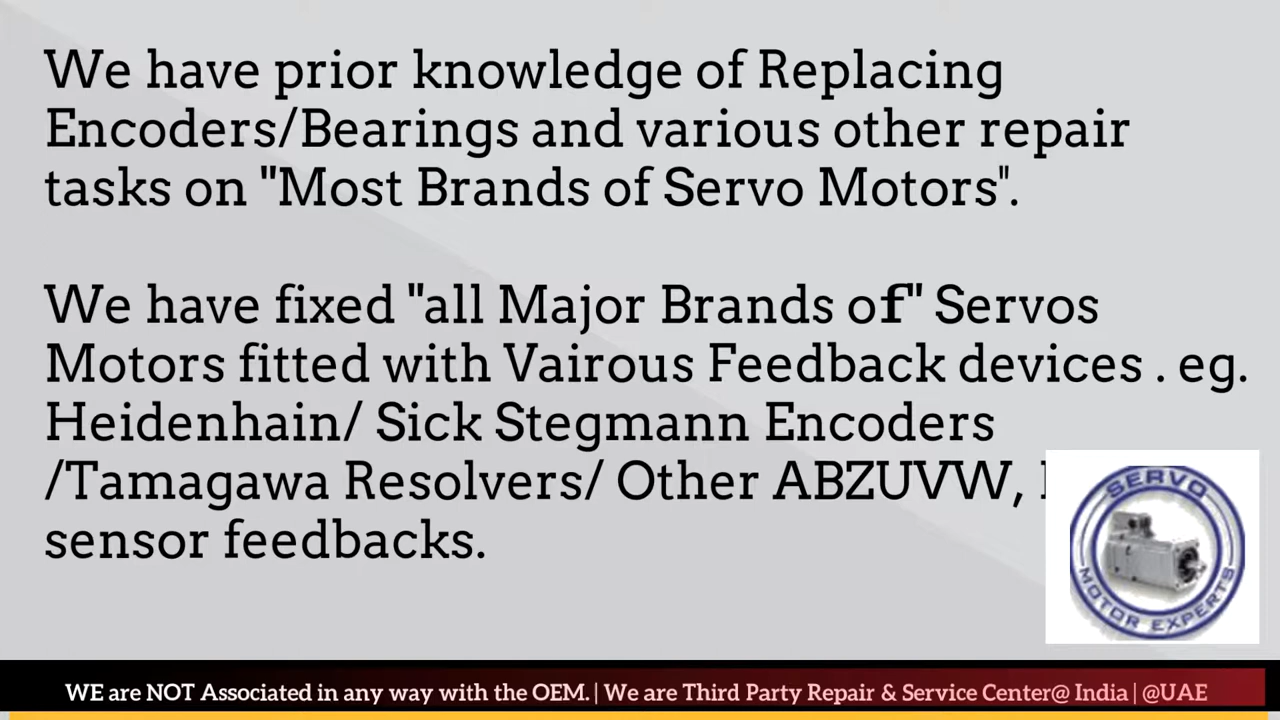 We have prior knowledge of Replacing
Encoders/Bearings and various other repair
tasks on "Most Brands of Servo Motors".
We have fixed "all Major Brands of" Servos
Motors fitted with Vairous Feedback devices . eg.
Heidenhain/ Sick Stegmann Encoders
/Tamagawa Resolvers/ Other ABZUVW,
sensor feedbacks.
SERVO
MOTOR EXPERTS
WE are NOT Associated in any way with the OEM. | We are Third Party Repair & Service Center@ India | @UAE